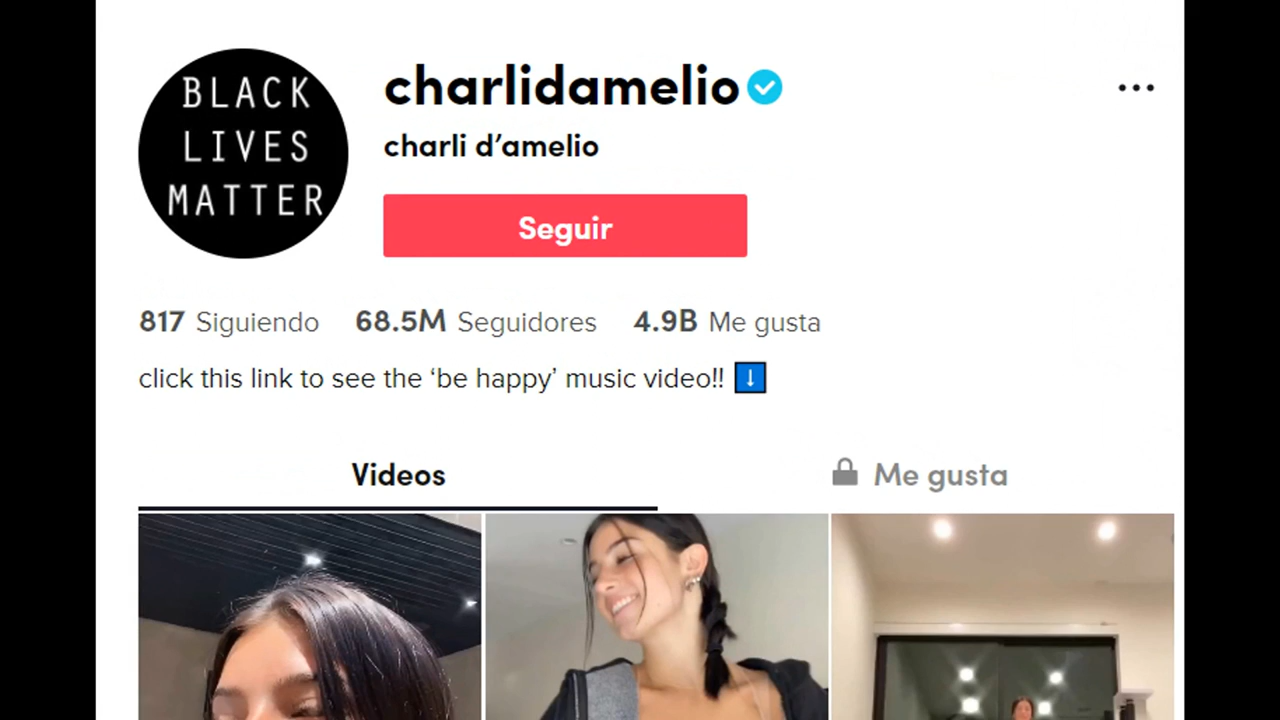 BLACK
LIVES
MATTER
charlidamelio
charli d’amelio
Seguir
817 Siguiendo 68.5M Seguidores 4.9B Me gusta
click this link to see the ‘be happy’ music video!! ⬇️
Videos
Me gusta